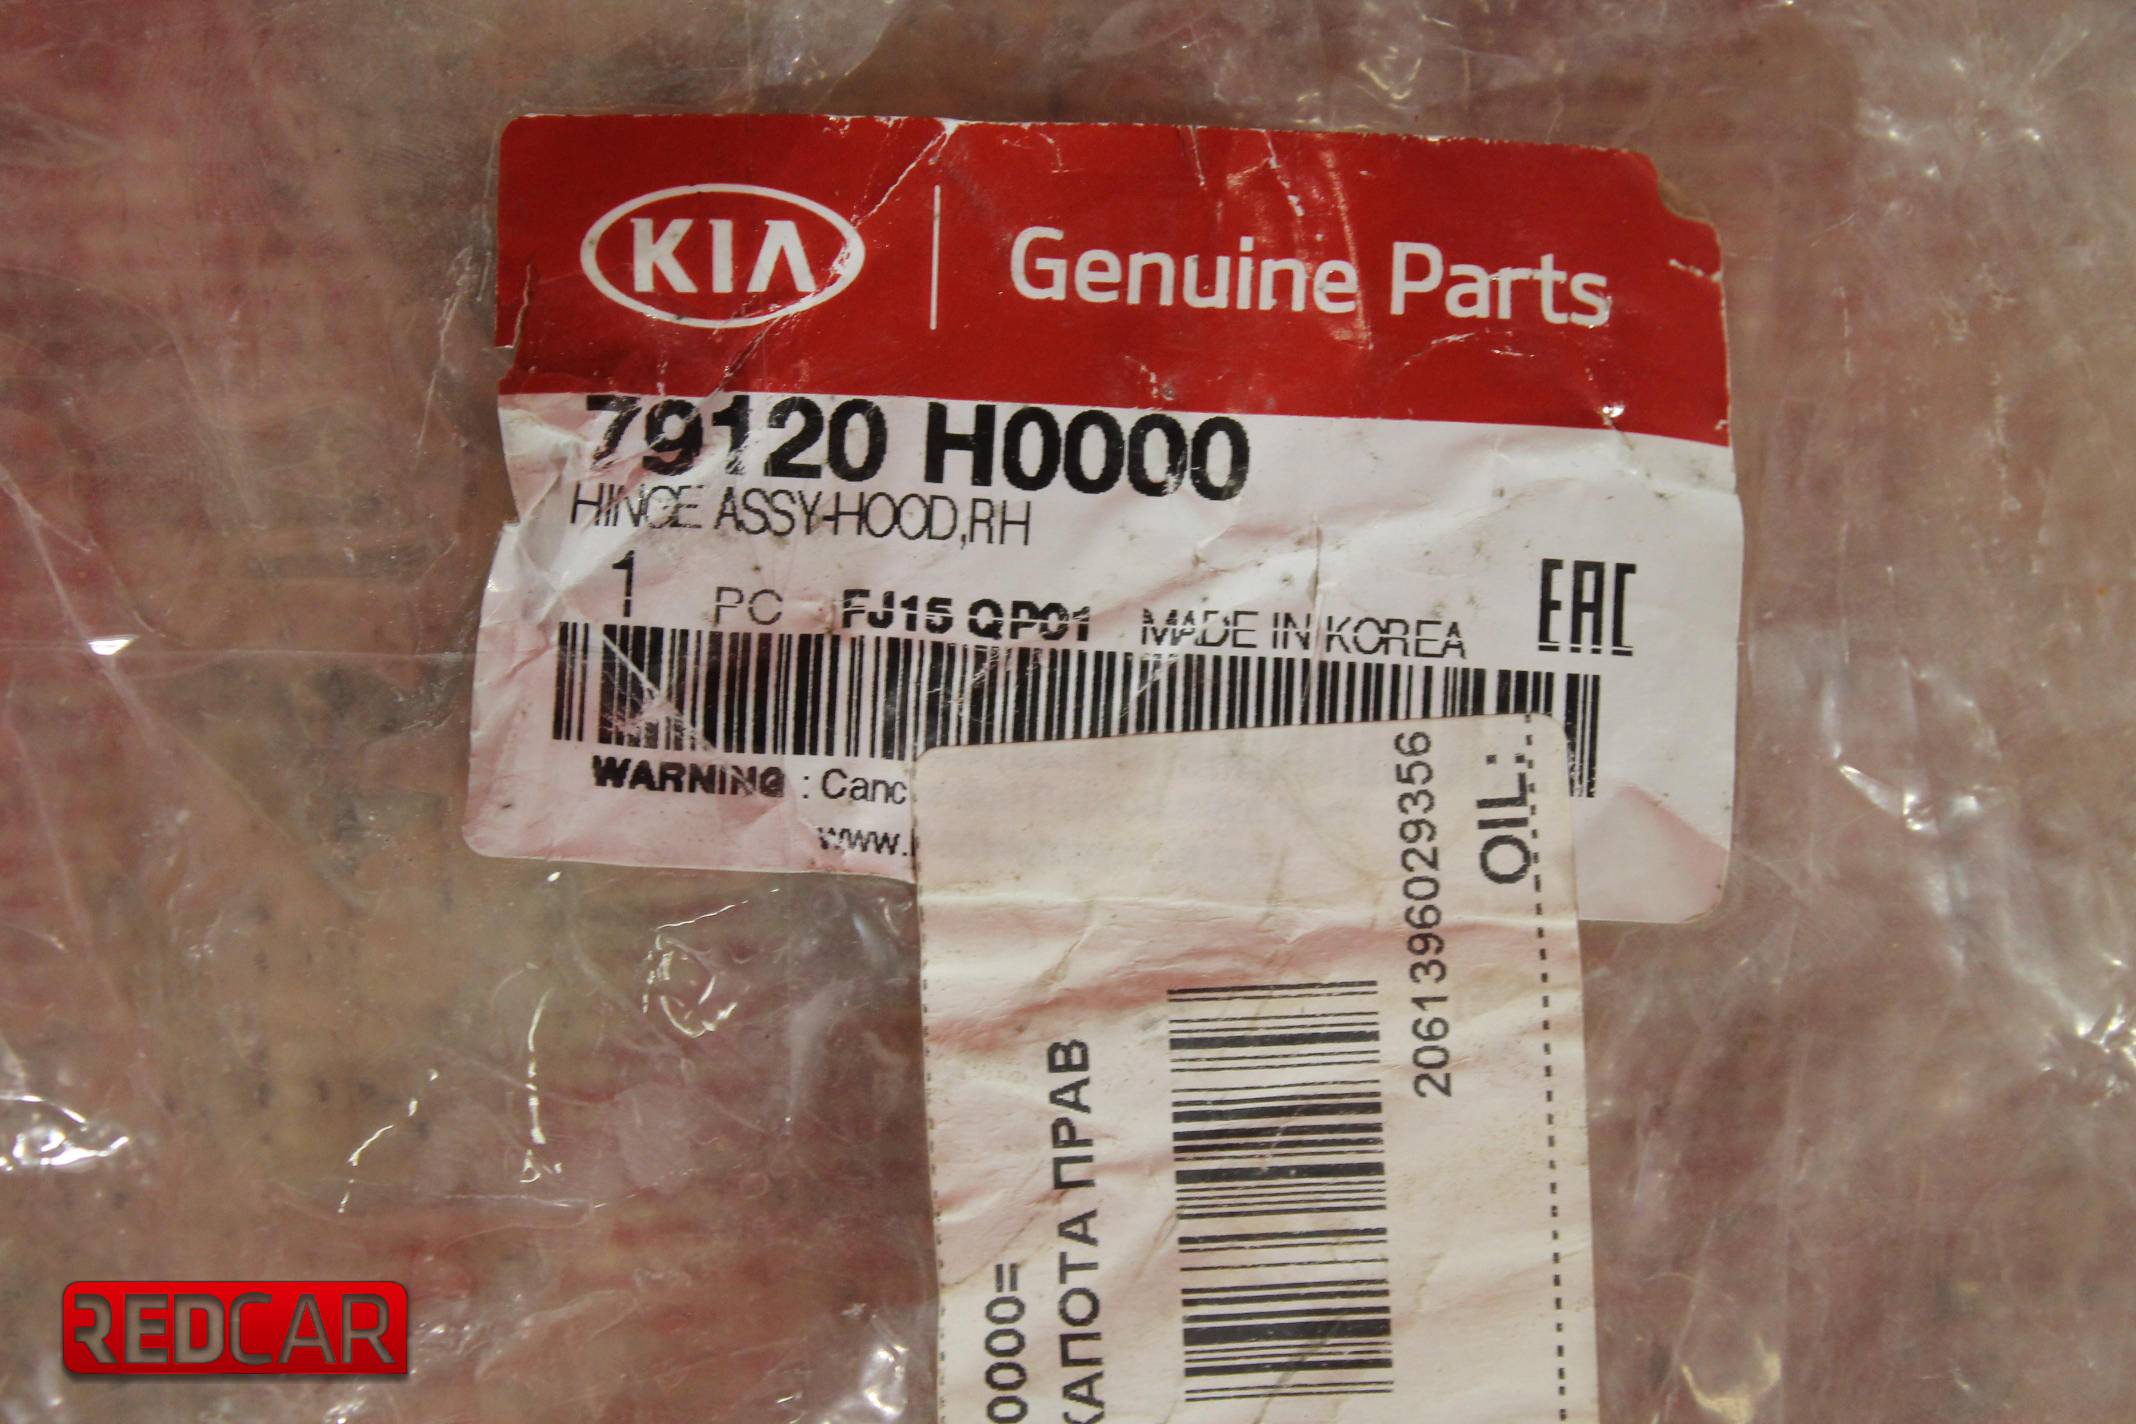 KIA
Genuine Parts
79120 H0000
HINGE ASSY-HOOD,RH
1 PC FJ15 QP01 MADE IN KOREA
EAC
WARNING :
www.
OIL:
2061396029356
КАПОТА ПРАВ
0000=
REDCAR